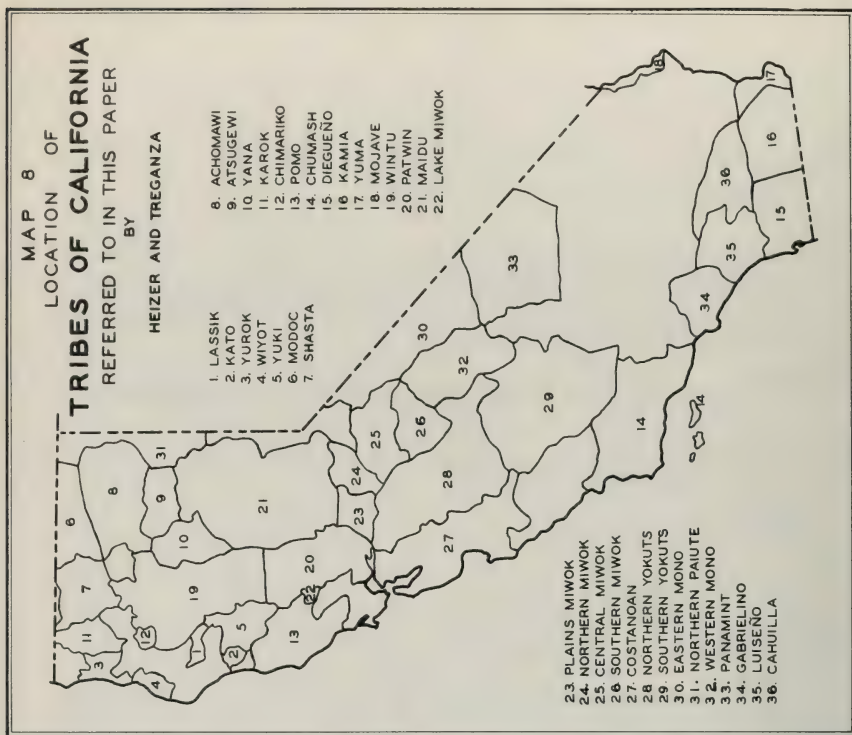 MAP 8
LOCATION OF
TRIBES OF CALIFORNIA
REFERRED TO IN THIS PAPER
BY
HEIZER AND TREGANZA
1. LASSIK
2. KATO
3. YUROK
4. WIYOT
5. YUKI
6. MODOC
7. SHASTA
8. ACHOMAWI
9. ATSUGEWI
10. YANA
11. KAROK
12. CHIMARIKO
13. POMO
14. CHUMASH
15. DIEGUEÑO
16. KAMIA
17. YUMA
18. MOJAVE
19. WINTU
20. PATWIN
21. MAIDU
22. LAKE MIWOK
23. PLAINS MIWOK
24. NORTHERN MIWOK
25. CENTRAL MIWOK
26. SOUTHERN MIWOK
27. COSTANOAN
28. NORTHERN YOKUTS
29. SOUTHERN YOKUTS
30. EASTERN MONO
31. NORTHERN PAIUTE
32. WESTERN MONO
33. PANAMINT
34. GABRIELINO
35. LUISEÑO
36. CAHUILLA
6
7
8
31
11
3
9
10
12
4
19
21
1
5
2
20
22
13
24
23
25
26
30
32
28
27
29
33
14
14
18
34
35
36
17
16
15